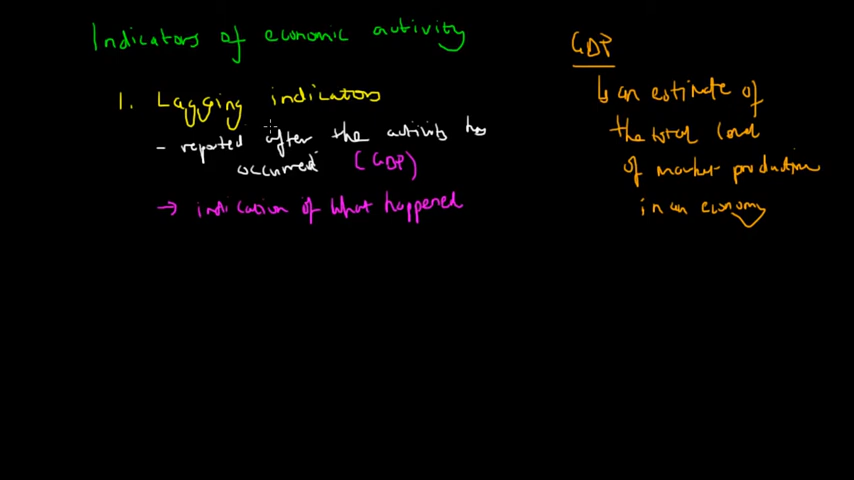 Indicators of economic activity
1. Lagging indicators
- reported after the activity has
occurred (GDP)
→ indication of what happened
GDP
↳ an estimate of
the total level
of market production
in an economy